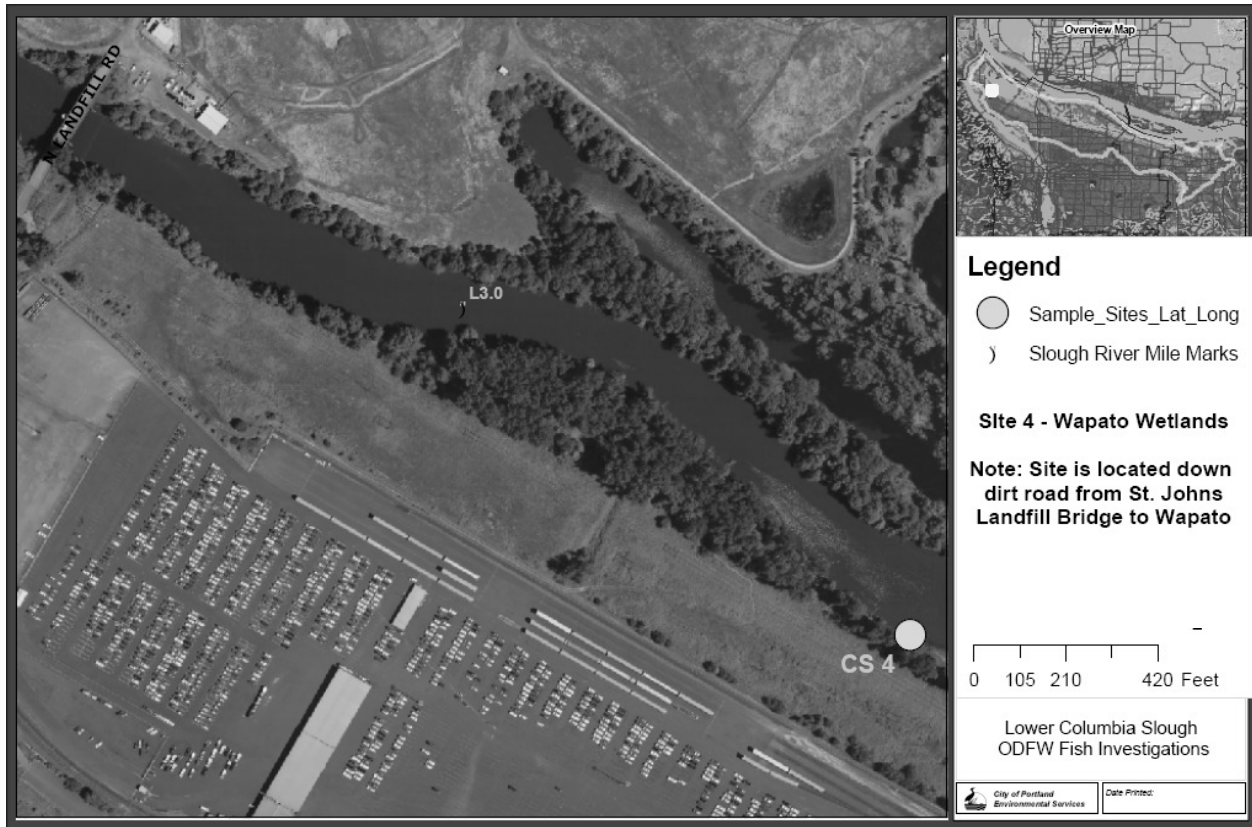 N LANDFILL RD
L3.0
CS 4
Overview Map
Legend
Sample_Sites_Lat_Long
Slough River Mile Marks
SIte 4 - Wapato Wetlands
Note: Site is located down
dirt road from St. Johns
Landfill Bridge to Wapato
0 105 210 420 Feet
Lower Columbia Slough
ODFW Fish Investigations
City of Portland
Environmental Services
Date Printed: